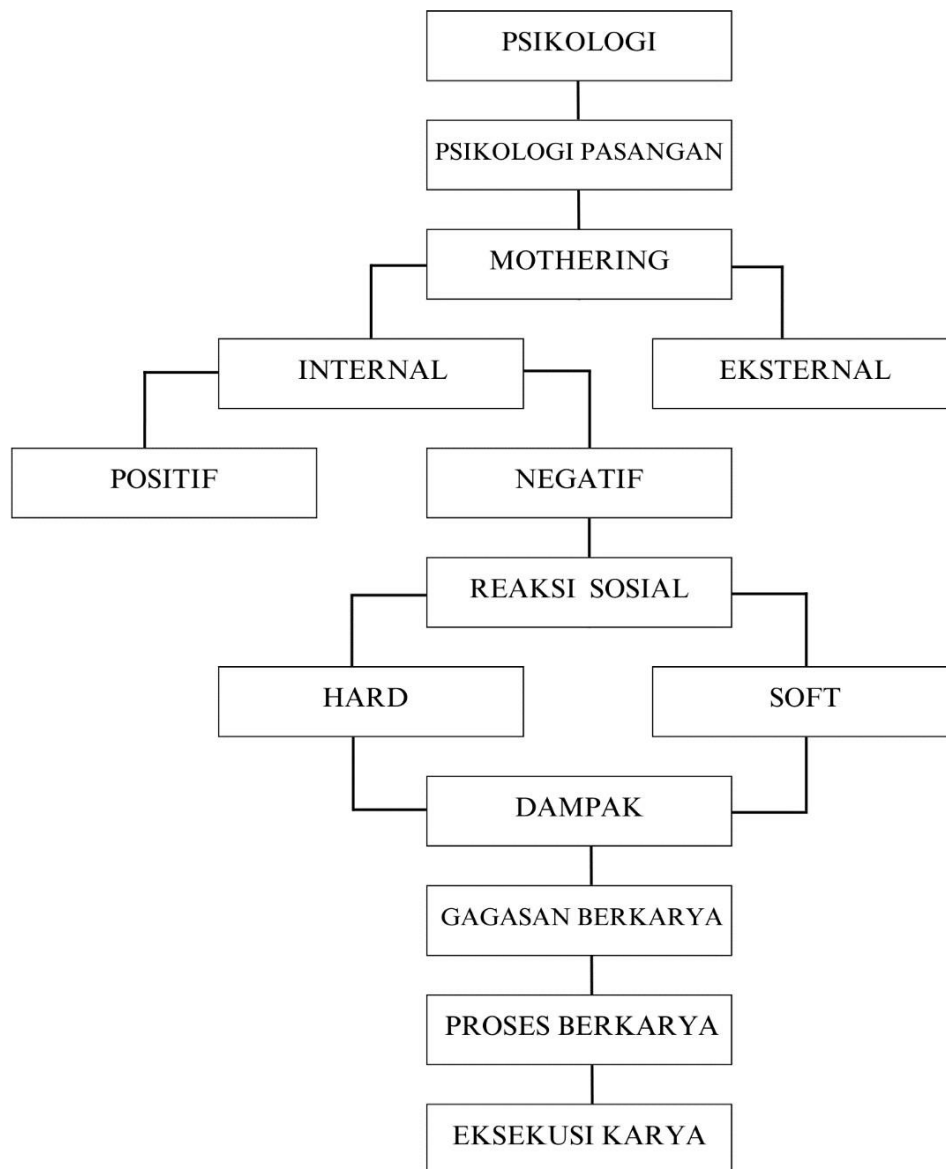 PSIKOLOGI
PSIKOLOGI PASANGAN
MOTHERING
INTERNAL
EKSTERNAL
POSITIF
NEGATIF
REAKSI SOSIAL
HARD
SOFT
DAMPAK
GAGASAN BERKARYA
PROSES BERKARYA
EKSEKUSI KARYA